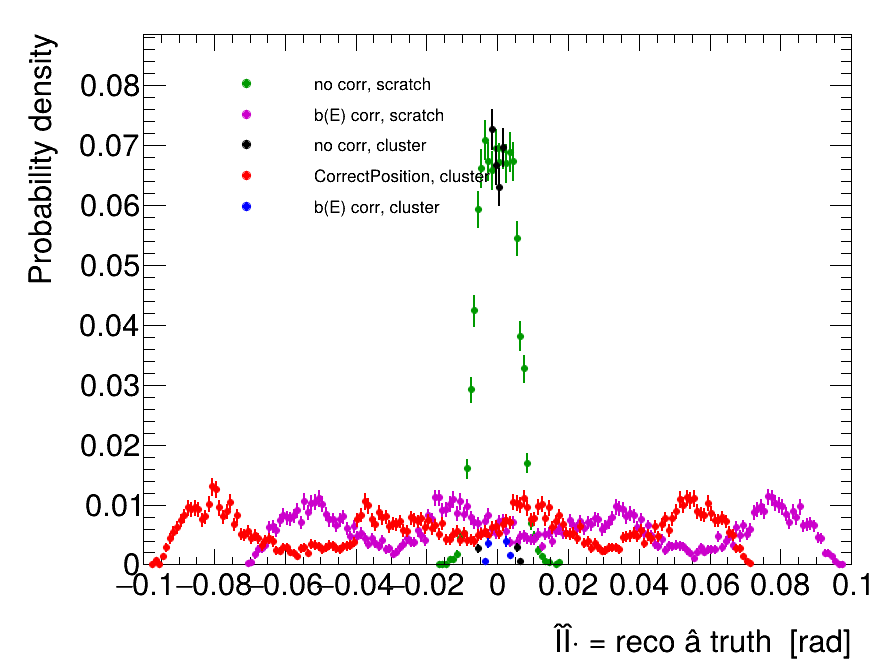 Probability density
0.08
0.07
0.06
0.05
0.04
0.03
0.02
0.01
0
no corr, scratch
b(E) corr, scratch
no corr, cluster
CorrectPosition, cluster
b(E) corr, cluster
−0.1 −0.08 −0.06 −0.04 −0.02 0 0.02 0.04 0.06 0.08 0.1
ÎÎ· = reco â truth [rad]